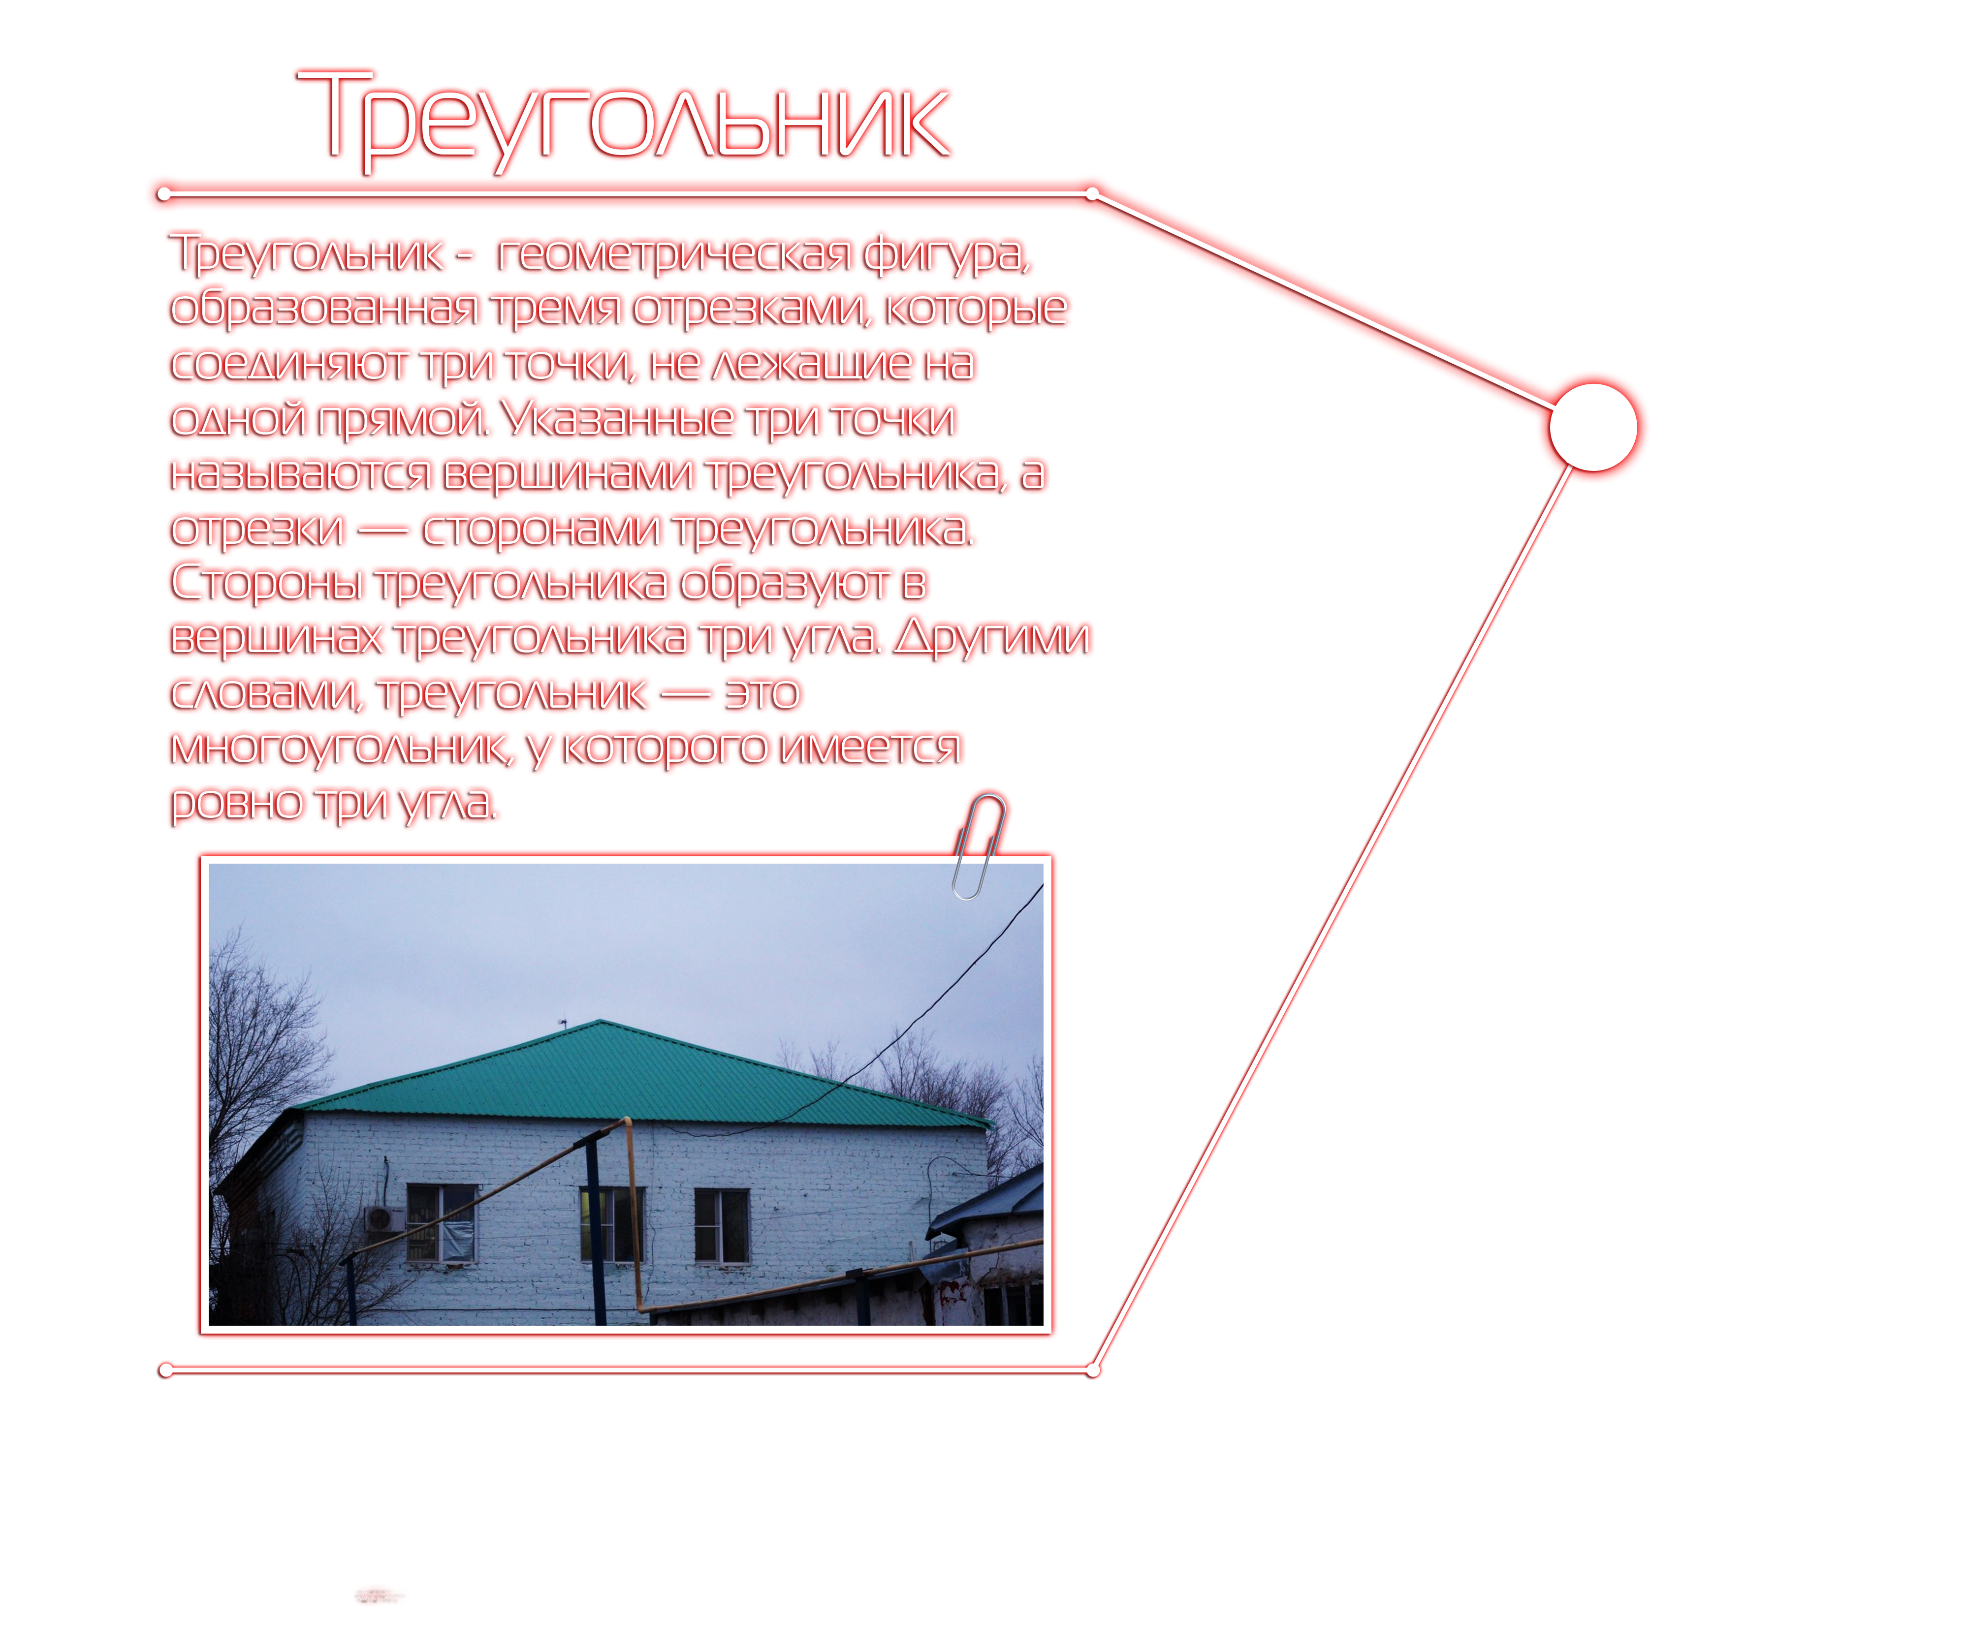 Треугольник
Треугольник - геометрическая фигура,
образованная тремя отрезками, которые
соединяют три точки, не лежащие на
одной прямой. Указанные три точки
называются вершинами треугольника, а
отрезки — сторонами треугольника.
Стороны треугольника образуют в
вершинах треугольника три угла. Другими
словами, треугольник — это
многоугольник, у которого имеется
ровно три угла.